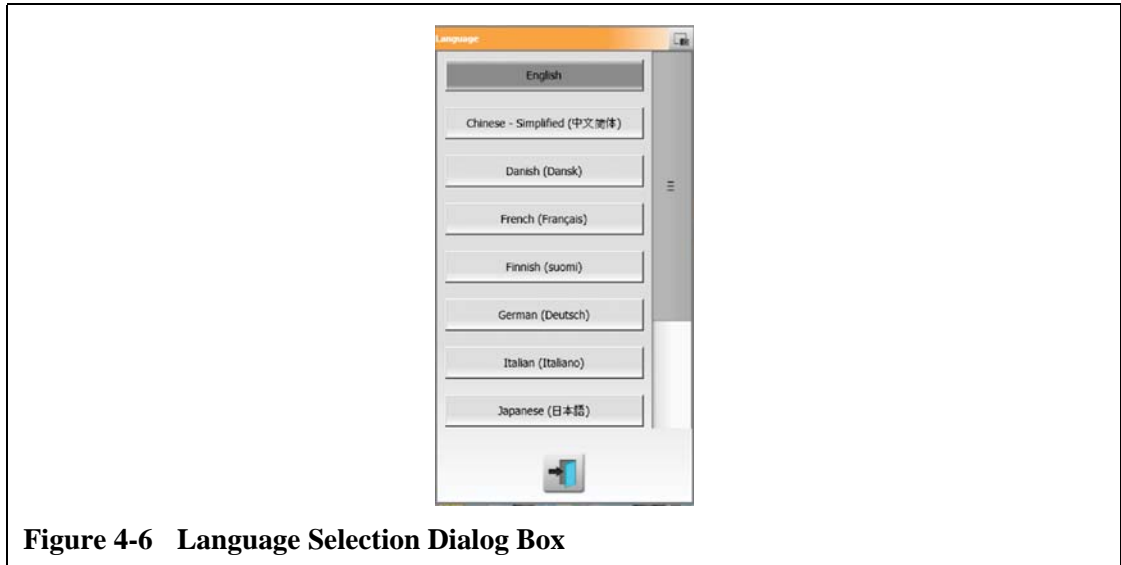 Language
English
Chinese - Simplified (中文简体)
Danish (Dansk)
French (Français)
Finnish (suomi)
German (Deutsch)
Italian (Italiano)
Japanese (日本語)
Figure 4-6 Language Selection Dialog Box